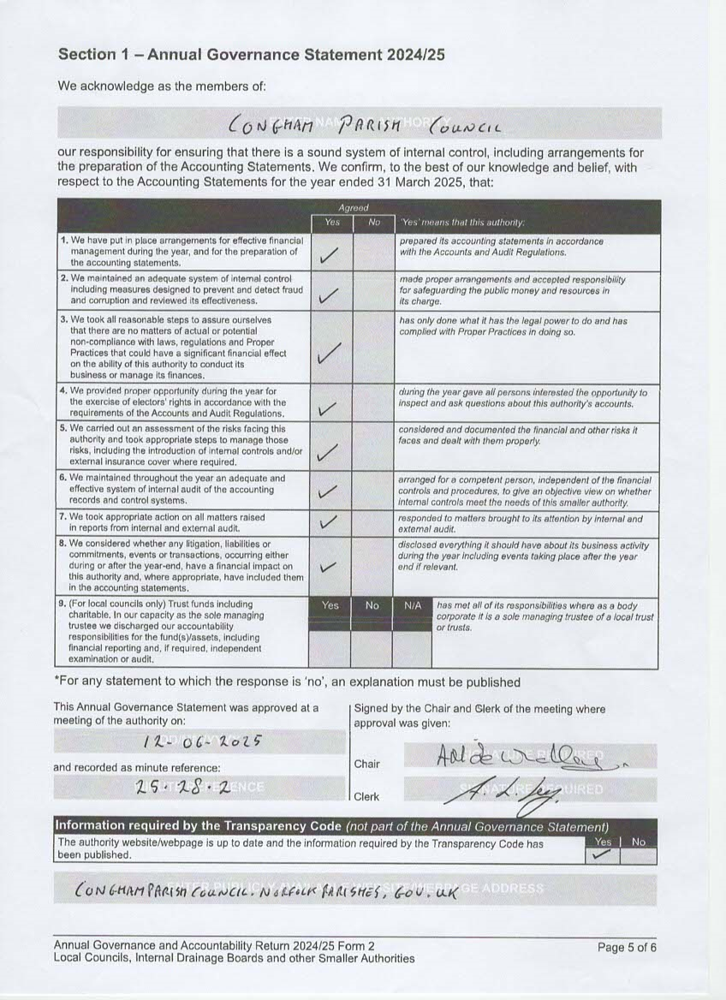 Section 1 – Annual Governance Statement 2024/25
We acknowledge as the members of:
CONGHAM PARISH COUNCIL
our responsibility for ensuring that there is a sound system of internal control, including arrangements for
the preparation of the Accounting Statements. We confirm, to the best of our knowledge and belief, with
respect to the Accounting Statements for the year ended 31 March 2025, that:
Agreed
Yes No 'Yes' means that this authority:
1. We have put in place arrangements for effective financial
management during the year, and for the preparation of
the accounting statements.
prepared its accounting statements in accordance
with the Accounts and Audit Regulations.
2. We maintained an adequate system of internal control
including measures designed to prevent and detect fraud
and corruption and reviewed its effectiveness.
made proper arrangements and accepted responsibility
for safeguarding the public money and resources in
its charge.
3. We took all reasonable steps to assure ourselves
that there are no matters of actual or potential
non-compliance with laws, regulations and Proper
Practices that could have a significant financial effect
on the ability of this authority to conduct its
business or manage its finances.
has only done what it has the legal power to do and has
complied with Proper Practices in doing so.
4. We provided proper opportunity during the year for
the exercise of electors' rights in accordance with the
requirements of the Accounts and Audit Regulations.
during the year gave all persons interested the opportunity to
inspect and ask questions about this authority's accounts.
5. We carried out an assessment of the risks facing this
authority and took appropriate steps to manage those
risks, including the introduction of internal controls and/or
external insurance cover where required.
considered and documented the financial and other risks it
faces and dealt with them properly.
6. We maintained throughout the year an adequate and
effective system of internal audit of the accounting
records and control systems.
arranged for a competent person, independent of the financial
controls and procedures, to give an objective view on whether
internal controls meet the needs of this smaller authority.
7. We took appropriate action on all matters raised
in reports from internal and external audit.
responded to matters brought to its attention by internal and
external audit.
8. We considered whether any litigation, liabilities or
commitments, events or transactions, occurring either
during or after the year-end, have a financial impact on
this authority and, where appropriate, have included them
in the accounting statements.
disclosed everything it should have about its business activity
during the year including events taking place after the year
end if relevant.
9. (For local councils only) Trust funds including
charitable. In our capacity as the sole managing
trustee we discharged our accountability
responsibilities for the fund(s)/assets, including
financial reporting and, if required, independent
examination or audit.
Yes No N/A
has met all of its responsibilities where as a body
corporate it is a sole managing trustee of a local trust
or trusts.
*For any statement to which the response is 'no', an explanation must be published
This Annual Governance Statement was approved at a
meeting of the authority on:
12-06-2025
and recorded as minute reference:
25.28.2
Signed by the Chair and Clerk of the meeting where
approval was given:
Chair
Clerk
Information required by the Transparency Code (not part of the Annual Governance Statement)
Yes No
The authority website/webpage is up to date and the information required by the Transparency Code has
been published.
CONGHAMPARISHCOUNCIL.NORFOLKPARISHES.GOV.UK
Annual Governance and Accountability Return 2024/25 Form 2
Local Councils, Internal Drainage Boards and other Smaller Authorities
Page 5 of 6